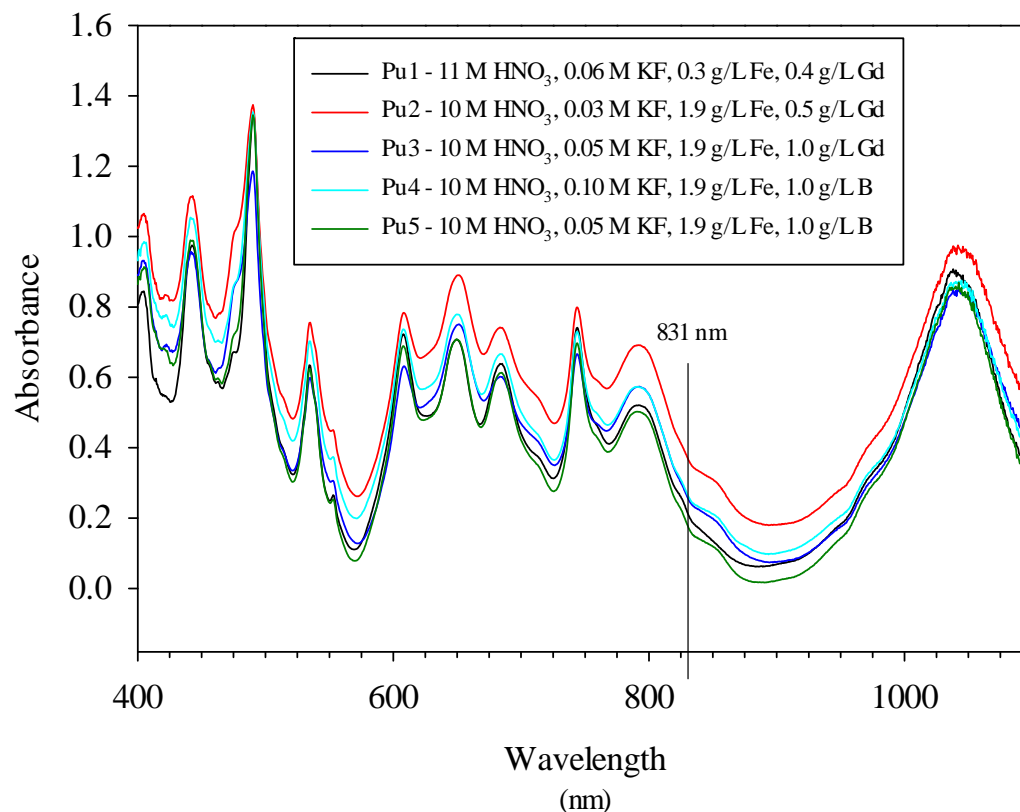 1.6
1.4
1.2
1.0
0.8
0.6
0.4
0.2
0.0
Absorbance
Pu1 - 11 M HNO₃, 0.06 M KF, 0.3 g/L Fe, 0.4 g/L Gd
Pu2 - 10 M HNO₃, 0.03 M KF, 1.9 g/L Fe, 0.5 g/L Gd
Pu3 - 10 M HNO₃, 0.05 M KF, 1.9 g/L Fe, 1.0 g/L Gd
Pu4 - 10 M HNO₃, 0.10 M KF, 1.9 g/L Fe, 1.0 g/L B
Pu5 - 10 M HNO₃, 0.05 M KF, 1.9 g/L Fe, 1.0 g/L B
831 nm
400 600 800 1000
Wavelength
(nm)